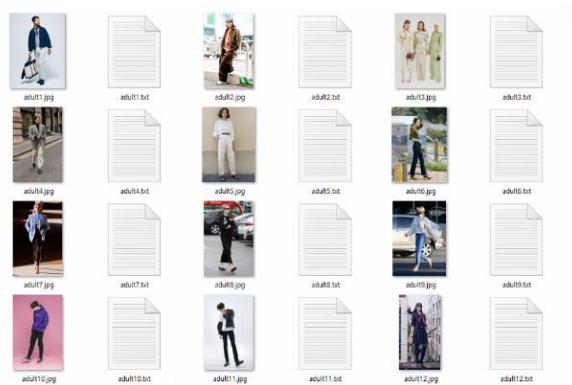 adult1.jpg adult1.txt adult2.jpg adult2.txt adult3.jpg adult3.txt
adult4.jpg adult4.txt adult5.jpg adult5.txt adult6.jpg adult6.txt
adult7.jpg adult7.txt adult8.jpg adult8.txt adult9.jpg adult9.txt
adult10.jpg adult10.txt adult11.jpg adult11.txt adult12.jpg adult12.txt